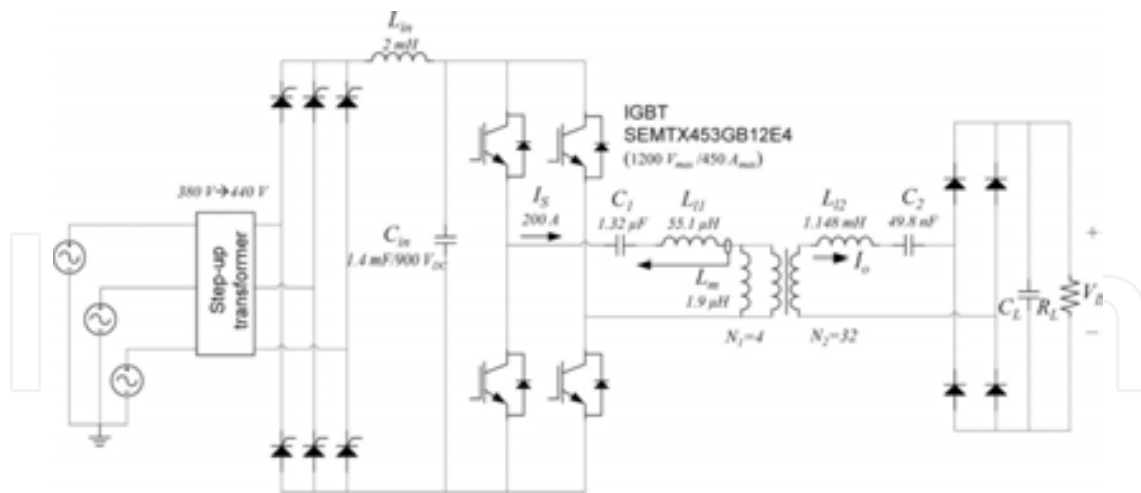 L_in
2 mH
IGBT
SEMTX453GB12E4
(1200 V_max /450 A_max)
380 V→440 V
Step-up
transformer
C_in
1.4 mF/900 V_DC
I_S
200 A
C_1
1.32 μF
L_l1
55.1 μH
L_m
1.9 μH
N_1=4
L_l2
1.148 mH
C_2
49.8 nF
I_o
N_2=32
C_L
R_L
+
−